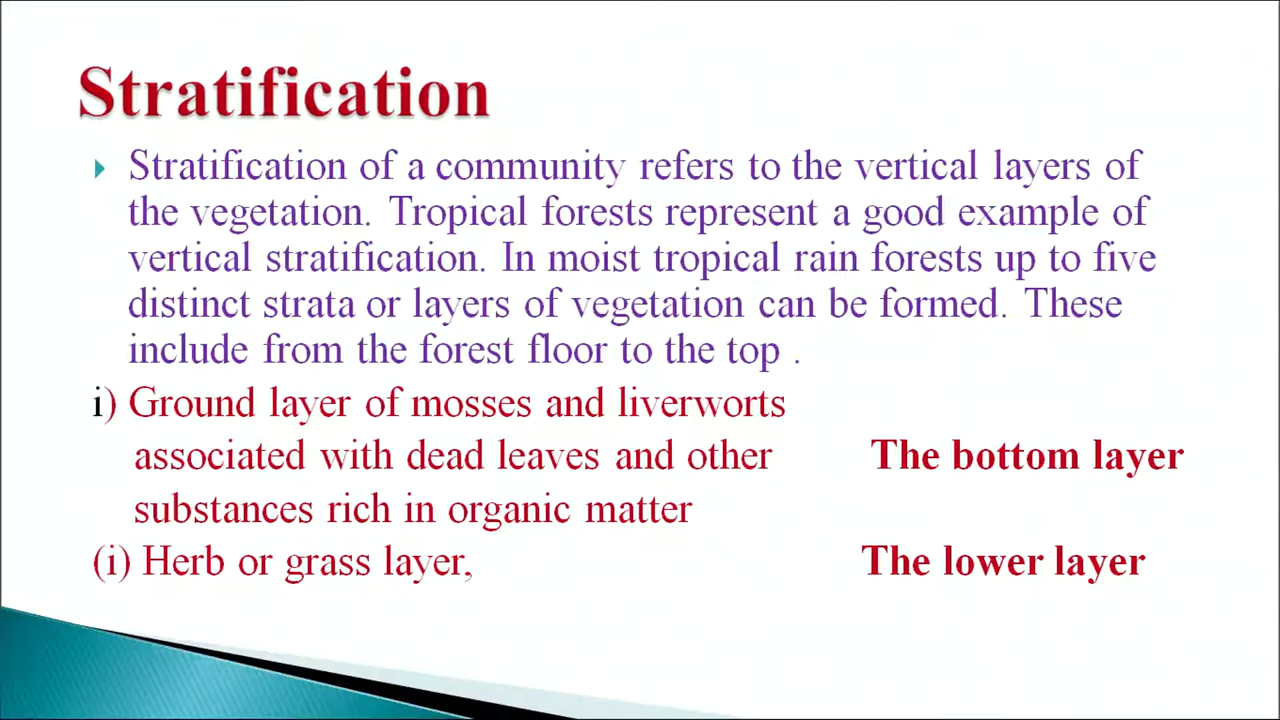 Stratification
Stratification of a community refers to the vertical layers of
the vegetation. Tropical forests represent a good example of
vertical stratification. In moist tropical rain forests up to five
distinct strata or layers of vegetation can be formed. These
include from the forest floor to the top .
i) Ground layer of mosses and liverworts
associated with dead leaves and other The bottom layer
substances rich in organic matter
(i) Herb or grass layer, The lower layer